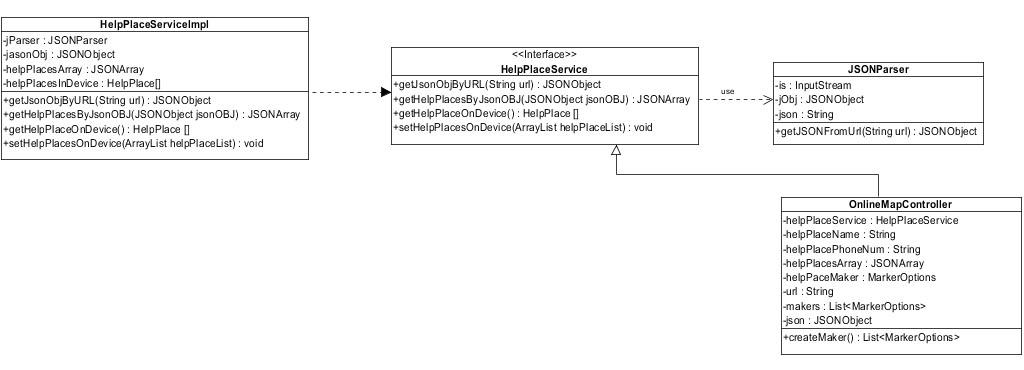 HelpPlaceServiceImpl
-jParser : JSONParser
-jasonObj : JSONObject
-helpPlacesArray : JSONArray
-helpPlacesInDevice : HelpPlace[]
+getJsonObjByURL(String url) : JSONObject
+getHelpPlacesByJsonOBJ(JSONObject jsonOBJ) : JSONArray
+getHelpPlaceOnDevice() : HelpPlace []
+setHelpPlacesOnDevice(ArrayList helpPlaceList) : void
<<Interface>>
HelpPlaceService
+getJsonObjByURL(String url) : JSONObject
+getHelpPlacesByJsonOBJ(JSONObject jsonOBJ) : JSONArray
+getHelpPlaceOnDevice() : HelpPlace []
+setHelpPlacesOnDevice(ArrayList helpPlaceList) : void
use
JSONParser
-is : InputStream
-jObj : JSONObject
-json : String
+getJSONFromUrl(String url) : JSONObject
OnlineMapController
-helpPlaceService : HelpPlaceService
-helpPlaceName : String
-helpPlacePhoneNum : String
-helpPlacesArray : JSONArray
-helpPaceMaker : MarkerOptions
-url : String
-makers : List<MarkerOptions>
-json : JSONObject
+createMaker() : List<MarkerOptions>